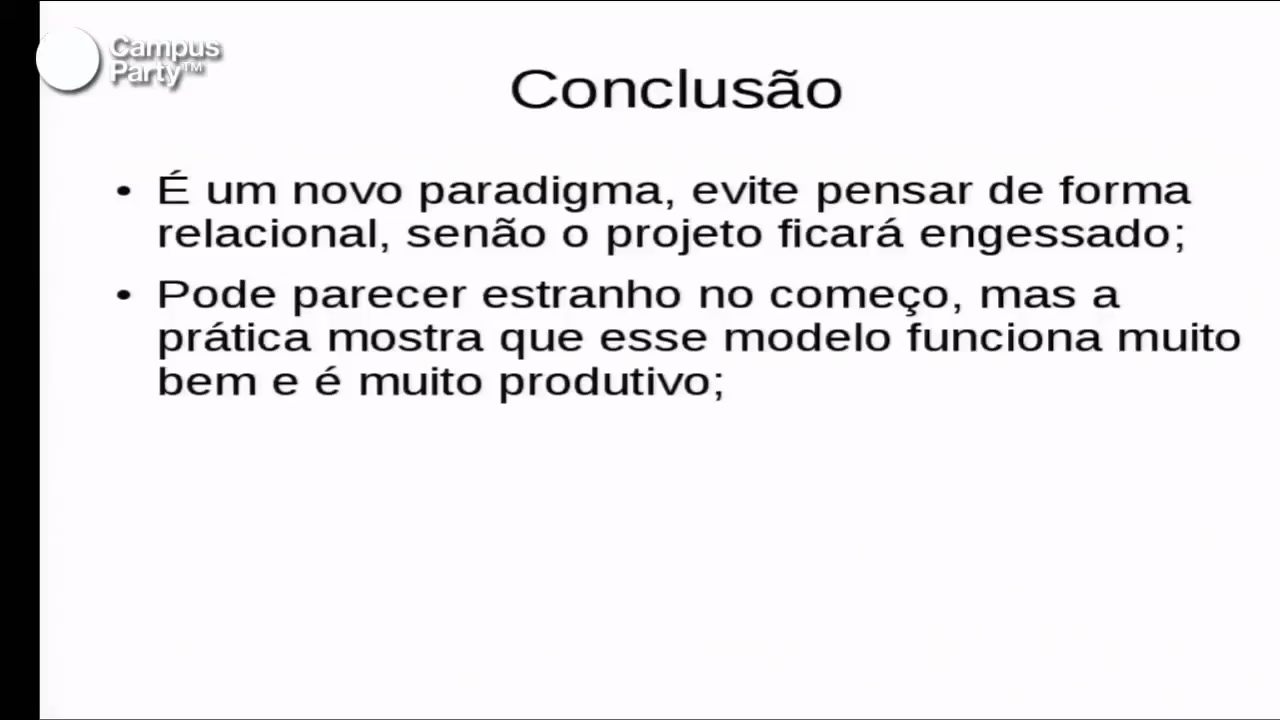 Campus
Party™
Conclusão
• É um novo paradigma, evite pensar de forma
relacional, senão o projeto ficará engessado;
• Pode parecer estranho no começo, mas a
prática mostra que esse modelo funciona muito
bem e é muito produtivo;